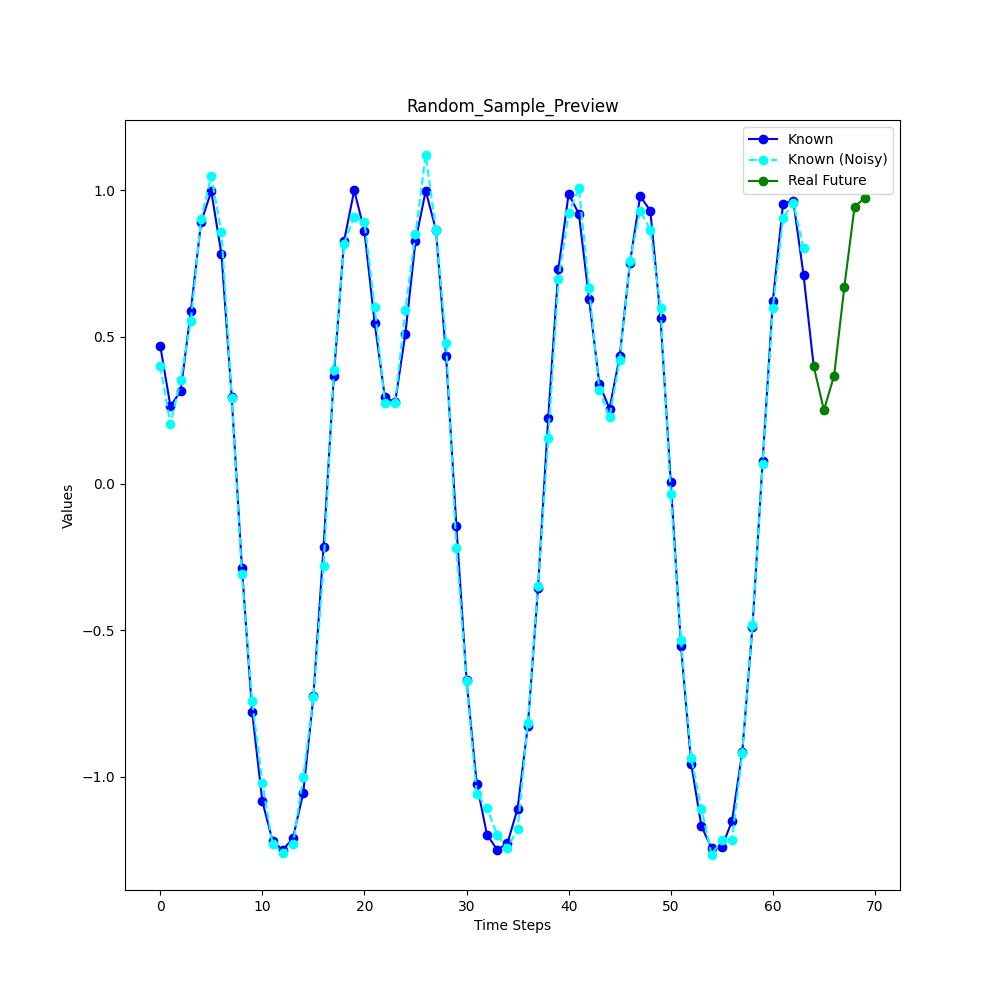 Random_Sample_Preview
Known
Known (Noisy)
Real Future
1.0
0.5
0.0
−0.5
−1.0
Values
0 10 20 30 40 50 60 70
Time Steps